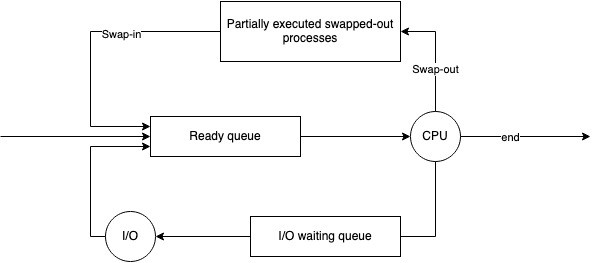 Partially executed swapped-out
processes
Swap-in
Swap-out
Ready queue
CPU
end
I/O
I/O waiting queue